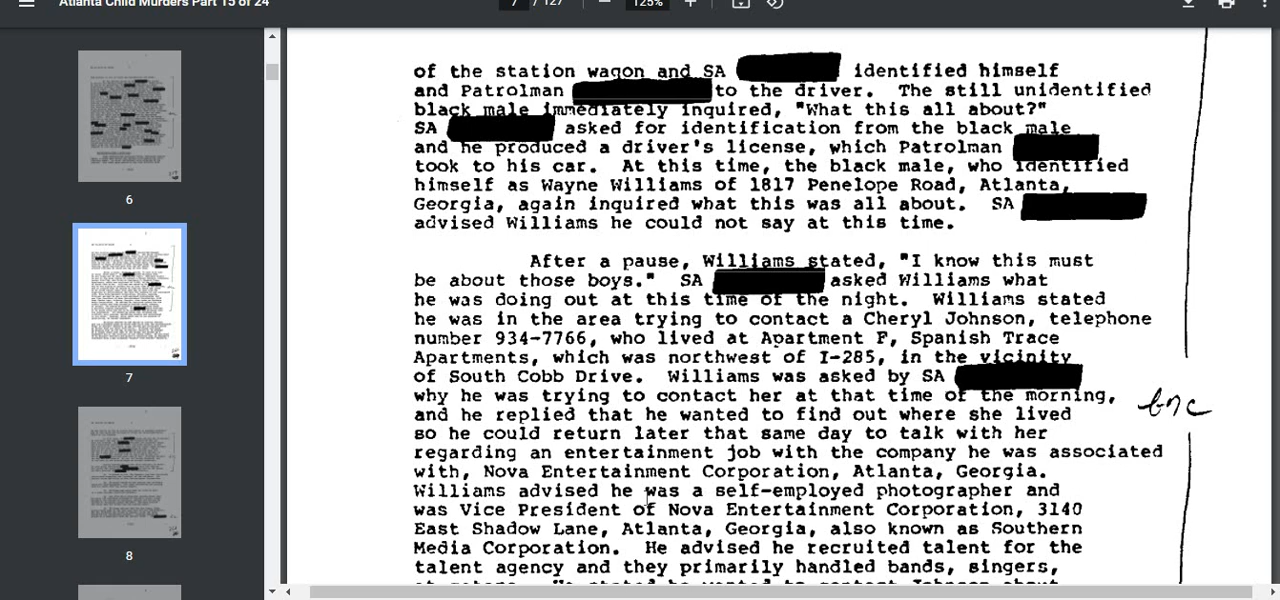 Atlanta Child Murders Part 15 of 24
7 / 127
125%
6
7
8
of the station wagon and SA identified himself
and Patrolman to the driver. The still unidentified
black male immediately inquired, "What this all about?"
SA asked for identification from the black male
and he produced a driver's license, which Patrolman
took to his car. At this time, the black male, who identified
himself as Wayne Williams of 1817 Penelope Road, Atlanta,
Georgia, again inquired what this was all about. SA
advised Williams he could not say at this time.
After a pause, Williams stated, "I know this must
be about those boys." SA asked Williams what
he was doing out at this time of the night. Williams stated
he was in the area trying to contact a Cheryl Johnson, telephone
number 934-7766, who lived at Apartment F, Spanish Trace
Apartments, which was northwest of I-285, in the vicinity
of South Cobb Drive. Williams was asked by SA
why he was trying to contact her at that time of the morning,
and he replied that he wanted to find out where she lived
so he could return later that same day to talk with her
regarding an entertainment job with the company he was associated
with, Nova Entertainment Corporation, Atlanta, Georgia.
Williams advised he was a self-employed photographer and
was Vice President of Nova Entertainment Corporation, 3140
East Shadow Lane, Atlanta, Georgia, also known as Southern
Media Corporation. He advised he recruited talent for the
talent agency and they primarily handled bands, singers,